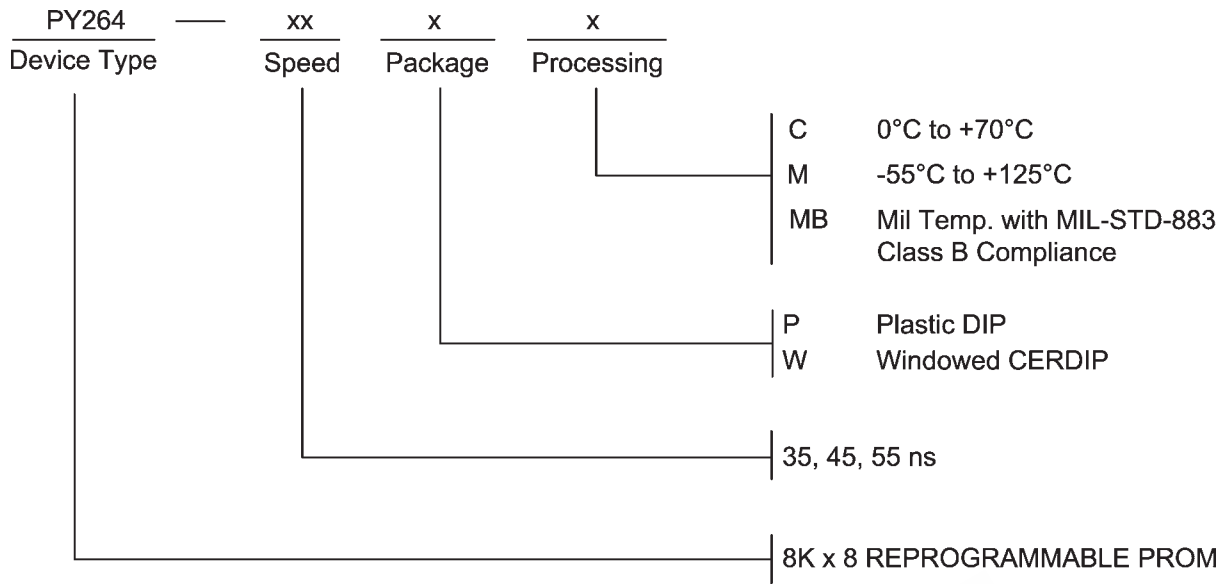 PY264 — xx x x
Device Type Speed Package Processing
C 0°C to +70°C
M -55°C to +125°C
MB Mil Temp. with MIL-STD-883
Class B Compliance
P Plastic DIP
W Windowed CERDIP
35, 45, 55 ns
8K x 8 REPROGRAMMABLE PROM